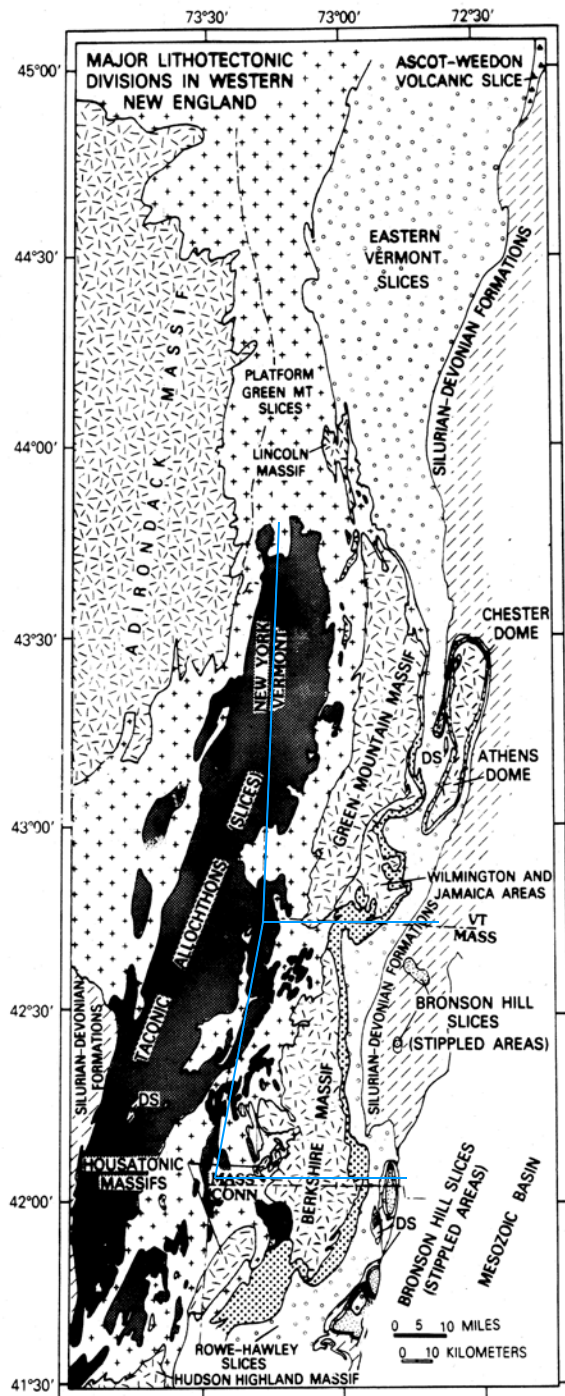 73°30'
73°00'
72°30'
MAJOR LITHOTECTONIC
DIVISIONS IN WESTERN
NEW ENGLAND
ASCOT-WEEDON
VOLCANIC SLICE
45°00'
EASTERN
VERMONT
SLICES
44°30'
SILURIAN-DEVONIAN FORMATIONS
ADIRONDACK MASSIF
PLATFORM
GREEN MT
SLICES
44°00'
LINCOLN
MASSIF
CHESTER
DOME
43°30'
NEW YORK
VERMONT
GREEN MOUNTAIN MASSIF
DS
ATHENS
DOME
(SLICES)
43°00'
WILMINGTON AND
JAMAICA AREAS
ALLOCHTHONS
VT
MASS
SILURIAN-DEVONIAN FORMATIONS
BRONSON HILL
SLICES
(STIPPLED AREAS)
42°30'
TACONIC
SILURIAN-DEVONIAN
FORMATIONS
DS
BERKSHIRE MASSIF
HOUSATONIC
MASSIFS
MASS
CONN
42°00'
DS
BRONSON HILL SLICES
(STIPPLED AREAS)
MESOZOIC BASIN
0 5 10 MILES
0 10 KILOMETERS
ROWE-HAWLEY
SLICES
HUDSON HIGHLAND MASSIF
41°30'